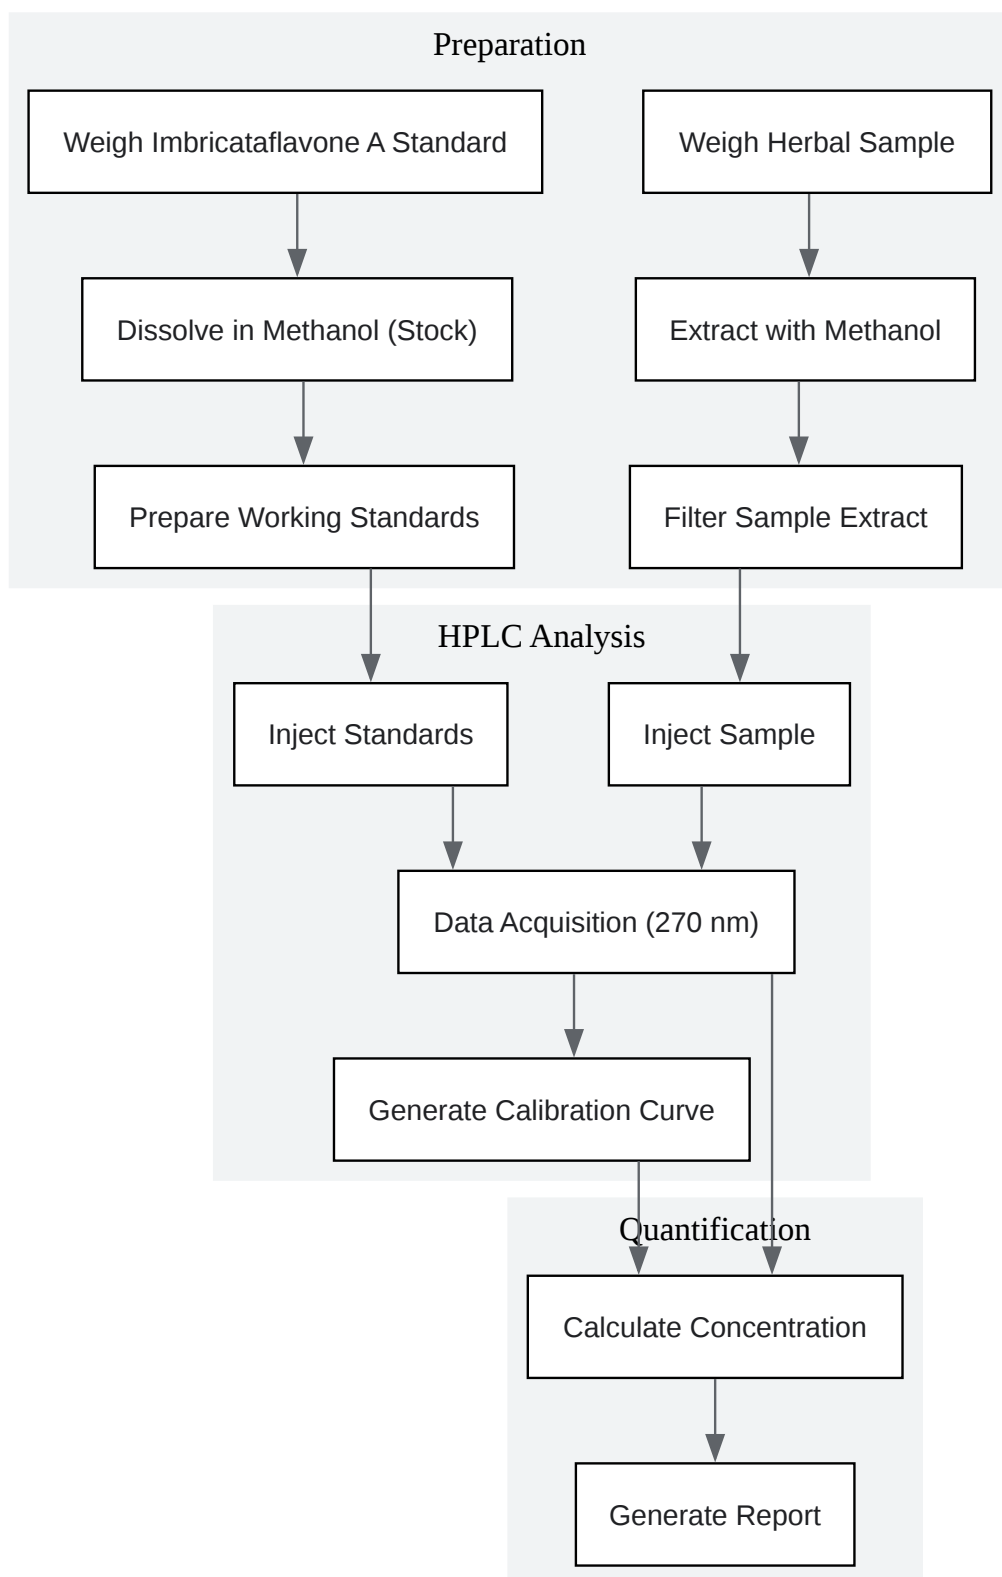 Preparation
Weigh Imbricataflavone A Standard
Weigh Herbal Sample
Dissolve in Methanol (Stock)
Extract with Methanol
Prepare Working Standards
Filter Sample Extract
HPLC Analysis
Inject Standards
Inject Sample
Data Acquisition (270 nm)
Generate Calibration Curve
Quantification
Calculate Concentration
Generate Report